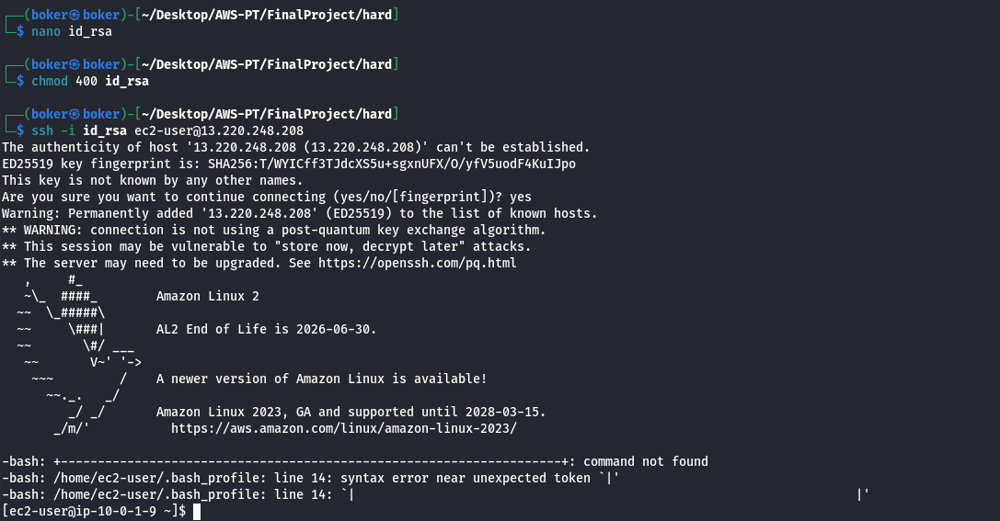 ┌──(boker㉿boker)-[~/Desktop/AWS-PT/FinalProject/hard]
└─$ nano id_rsa
┌──(boker㉿boker)-[~/Desktop/AWS-PT/FinalProject/hard]
└─$ chmod 400 id_rsa
┌──(boker㉿boker)-[~/Desktop/AWS-PT/FinalProject/hard]
└─$ ssh -i id_rsa ec2-user@13.220.248.208
The authenticity of host '13.220.248.208 (13.220.248.208)' can't be established.
ED25519 key fingerprint is: SHA256:T/WYICff3TJdcXS5u+sgxnUFX/O/yfV5uodF4KuIJpo
This key is not known by any other names.
Are you sure you want to continue connecting (yes/no/[fingerprint])? yes
Warning: Permanently added '13.220.248.208' (ED25519) to the list of known hosts.
** WARNING: connection is not using a post-quantum key exchange algorithm.
** This session may be vulnerable to "store now, decrypt later" attacks.
** The server may need to be upgraded. See https://openssh.com/pq.html
   ,     #_
   ~\_  ####_        Amazon Linux 2
  ~~  \_#####\
  ~~     \###|       AL2 End of Life is 2026-06-30.
  ~~       \#/ ___
   ~~       V~' '->
    ~~~         /    A newer version of Amazon Linux is available!
      ~~._.   _/
         _/ _/       Amazon Linux 2023, GA and supported until 2028-03-15.
       _/m/'           https://aws.amazon.com/linux/amazon-linux-2023/
-bash: +--------------------------------------------------------------------+: command not found
-bash: /home/ec2-user/.bash_profile: line 14: syntax error near unexpected token `|'
-bash: /home/ec2-user/.bash_profile: line 14: `|                                                                    |'
[ec2-user@ip-10-0-1-9 ~]$